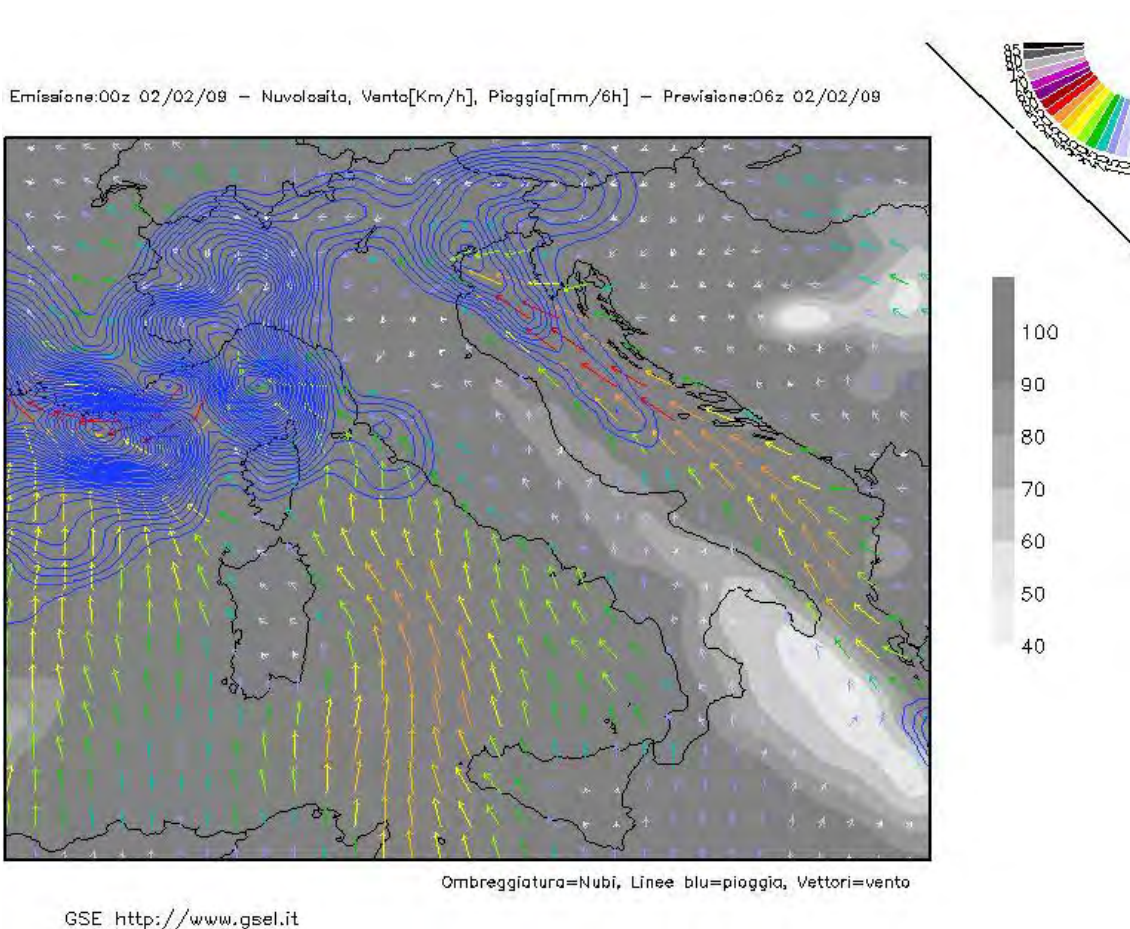 Emissione:00z 02/02/09 - Nuvolosita, Vento[Km/h], Pioggia[mm/6h] - Previsione:06z 02/02/09
100
90
80
70
60
50
40
Ombreggiatura=Nubi, Linee blu=pioggia, Vettori=vento
GSE http://www.gsel.it